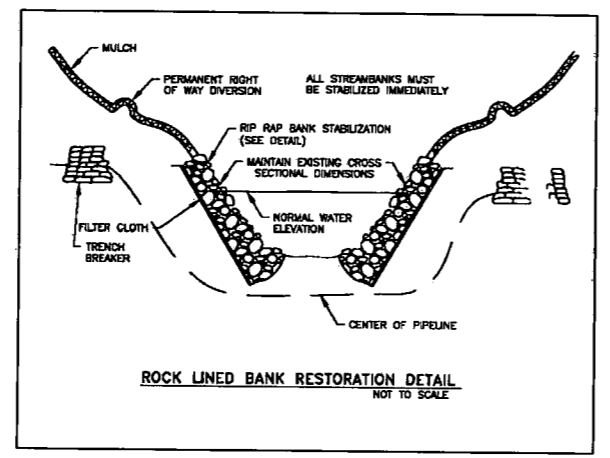 MULCH
PERMANENT RIGHT
OF WAY DIVERSION
ALL STREAMBANKS MUST
BE STABILIZED IMMEDIATELY
RIP RAP BANK STABILIZATION
(SEE DETAIL)
MAINTAIN EXISTING CROSS
SECTIONAL DIMENSIONS
NORMAL WATER
ELEVATION
FILTER CLOTH
TRENCH
BREAKER
CENTER OF PIPELINE
ROCK LINED BANK RESTORATION DETAIL
NOT TO SCALE